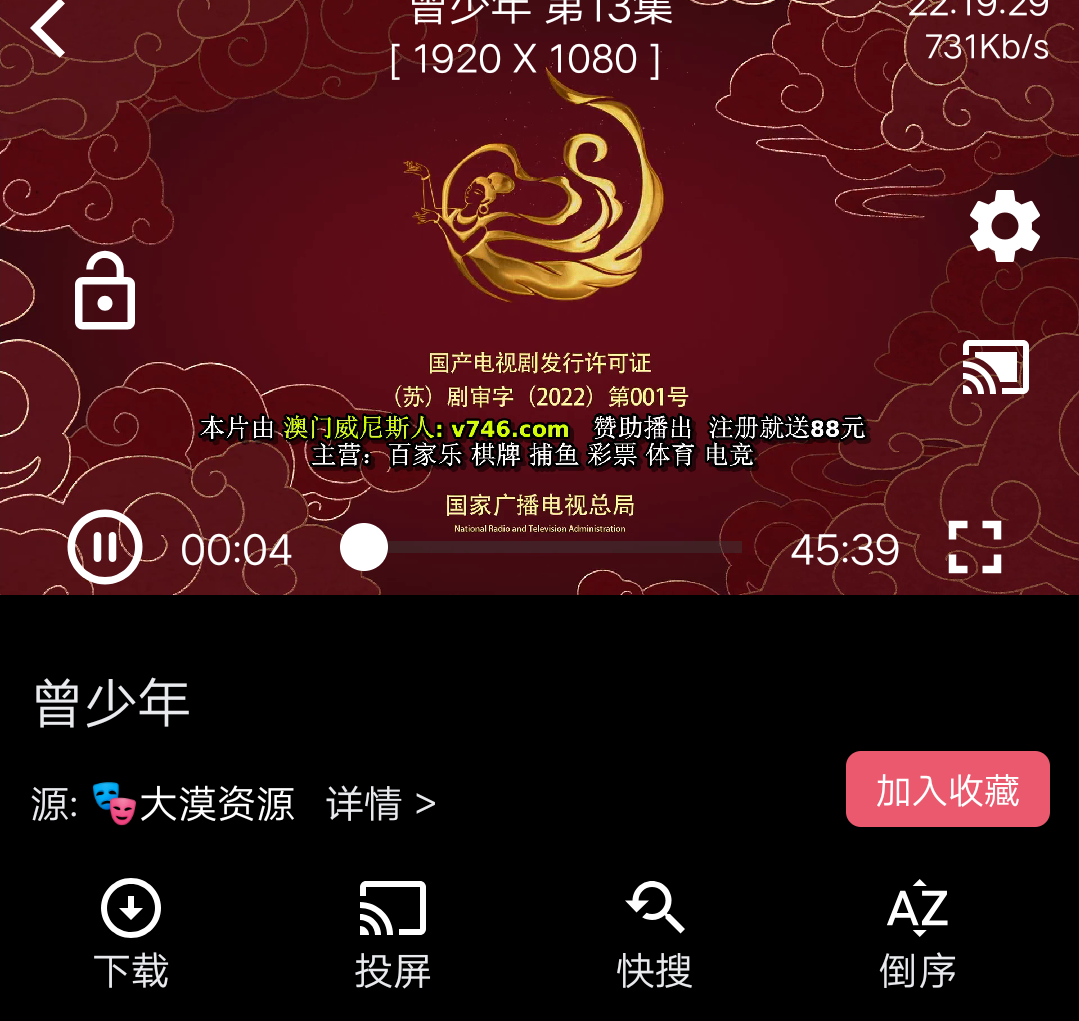 曾少年 第13集
22:19:29
[ 1920 X 1080 ]
731Kb/s
国产电视剧发行许可证
（苏）剧审字（2022）第001号
本片由 澳门威尼斯人: v746.com 赞助播出 注册就送88元
主营：百家乐 棋牌 捕鱼 彩票 体育 电竞
国家广播电视总局
National Radio and Television Administration
00:04
45:39
曾少年
源: 大漠资源 详情 >
加入收藏
下载
投屏
快搜
AZ
倒序